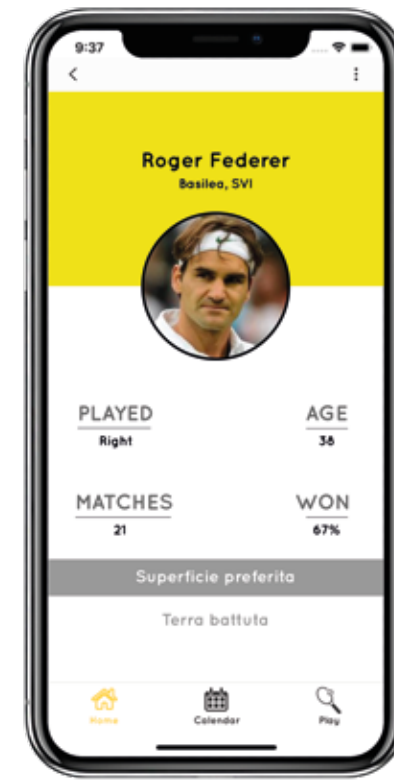 9:37
Roger Federer
Basilea, SVI
PLAYED AGE
Right 38
MATCHES WON
21 67%
Superficie preferita
Terra battuta
Home Calendar Play